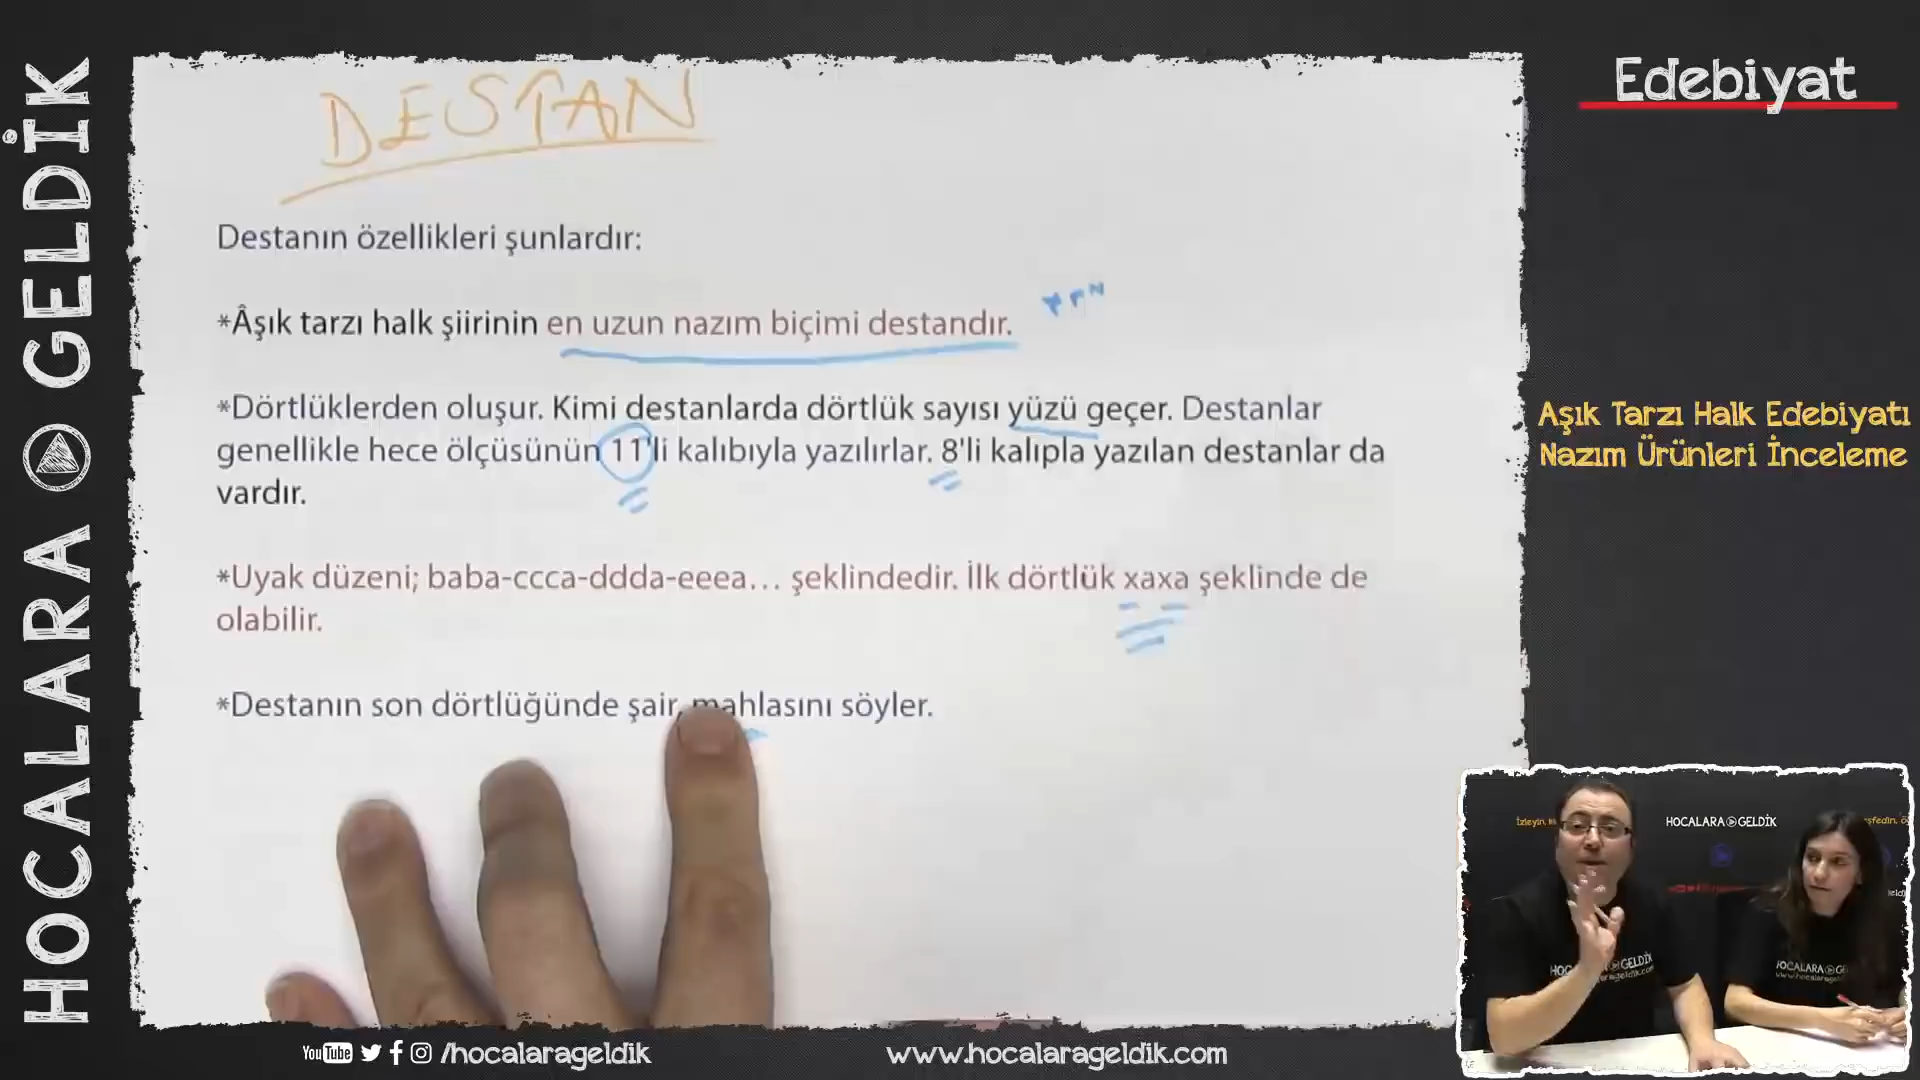 HOCALARA GELDİK
DESTAN
Destanın özellikleri şunlardır:
*Âşık tarzı halk şiirinin en uzun nazım biçimi destandır.
*Dörtlüklerden oluşur. Kimi destanlarda dörtlük sayısı yüzü geçer. Destanlar
genellikle hece ölçüsünün 11'li kalıbıyla yazılırlar. 8'li kalıpla yazılan destanlar da
vardır.
*Uyak düzeni; baba-ccca-ddda-eeea... şeklindedir. İlk dörtlük xaxa şeklinde de
olabilir.
*Destanın son dörtlüğünde şair, mahlasını söyler.
Edebiyat
Aşık Tarzı Halk Edebiyatı
Nazım Ürünleri İnceleme
HOCALARA GELDİK
HOCALARA GE
YouTube /hocalarageldik
www.hocalarageldik.com